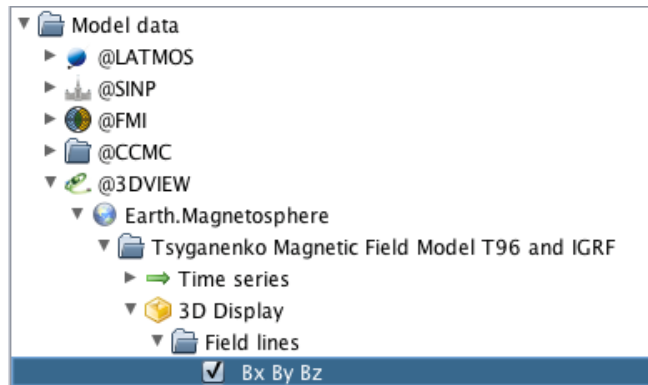 Model data
@LATMOS
@SINP
@FMI
@CCMC
@3DVIEW
Earth.Magnetosphere
Tsyganenko Magnetic Field Model T96 and IGRF
Time series
3D Display
Field lines
Bx By Bz